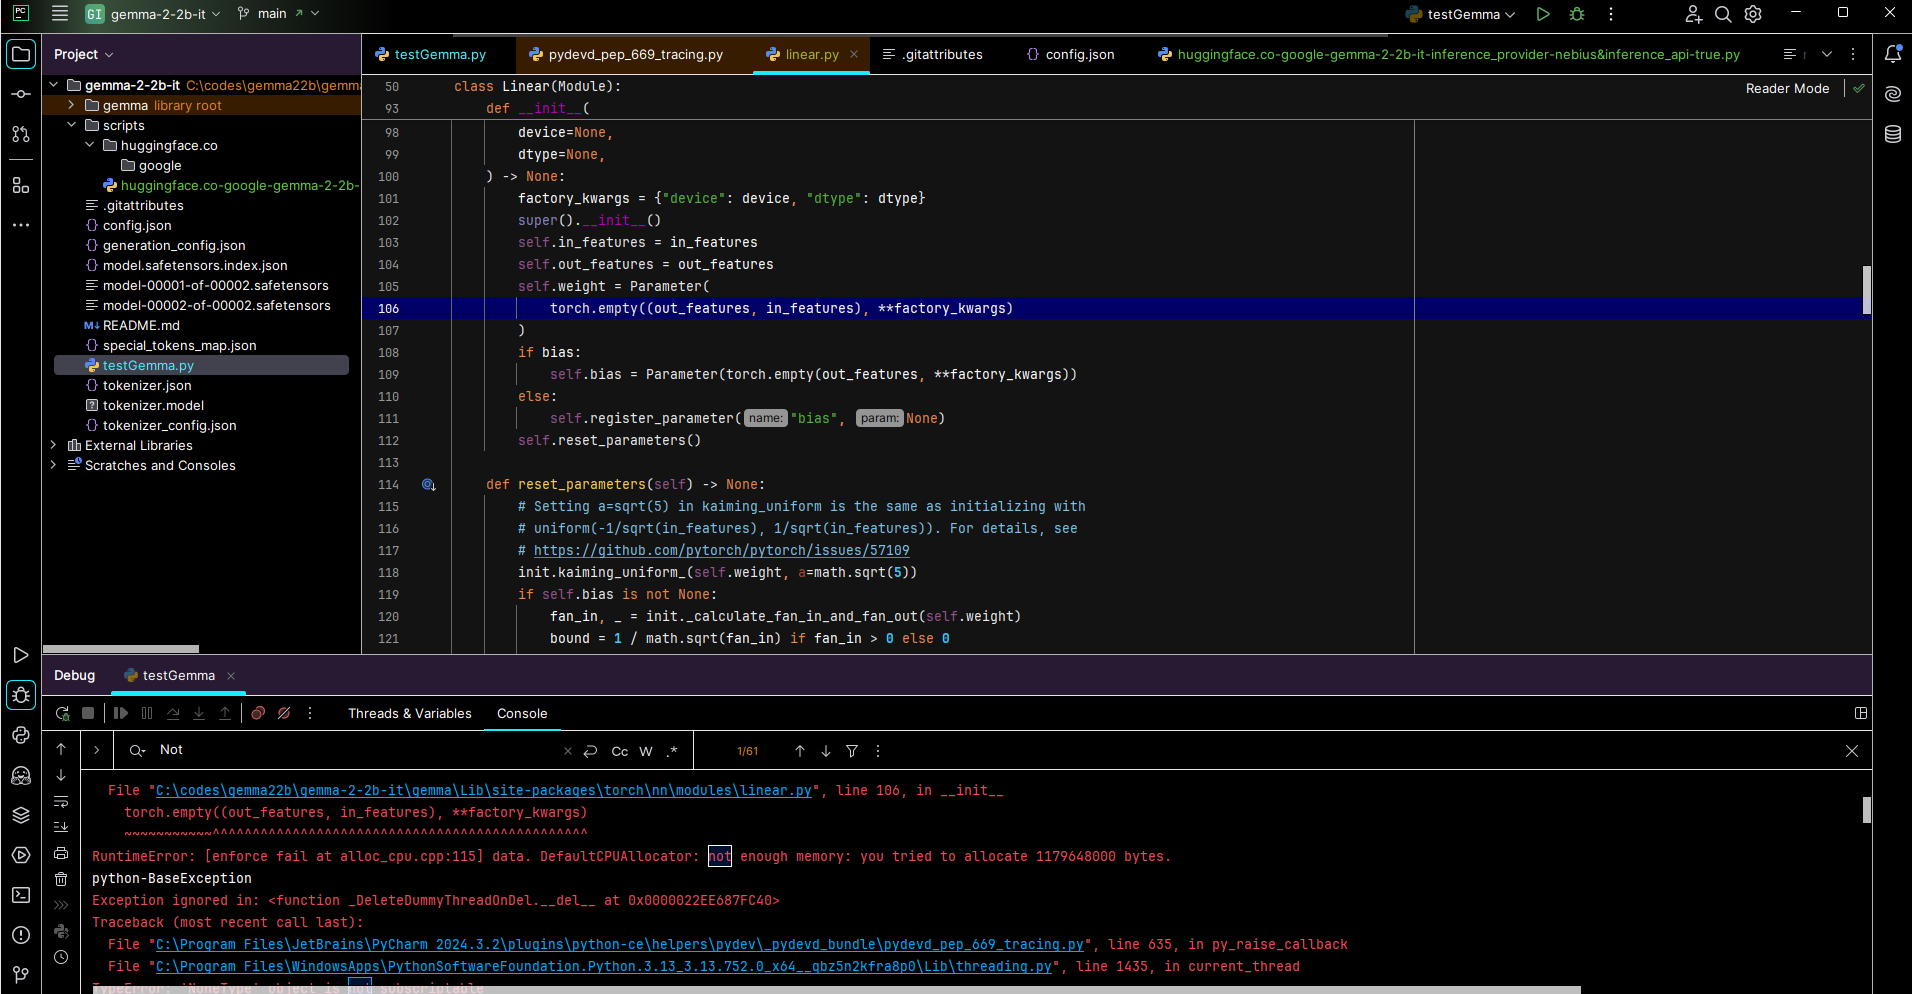 PC
GI gemma-2-2b-it main testGemma
Project
testGemma.py pydevd_pep_669_tracing.py linear.py .gitattributes config.json huggingface.co-google-gemma-2-2b-it-inference_provider-nebius&inference_api-true.py
gemma-2-2b-it C:\codes\gemma22b\gemma
gemma library root
scripts
huggingface.co
google
huggingface.co-google-gemma-2-2b-
.gitattributes
config.json
generation_config.json
model.safetensors.index.json
model-00001-of-00002.safetensors
model-00002-of-00002.safetensors
M↓ README.md
special_tokens_map.json
testGemma.py
tokenizer.json
tokenizer.model
tokenizer_config.json
External Libraries
Scratches and Consoles
Reader Mode
50 class Linear(Module):
93 def __init__(
98 device=None,
99 dtype=None,
100 ) -> None:
101 factory_kwargs = {"device": device, "dtype": dtype}
102 super().__init__()
103 self.in_features = in_features
104 self.out_features = out_features
105 self.weight = Parameter(
106 torch.empty((out_features, in_features), **factory_kwargs)
107 )
108 if bias:
109 self.bias = Parameter(torch.empty(out_features, **factory_kwargs))
110 else:
111 self.register_parameter( name: "bias", param: None)
112 self.reset_parameters()
113
114 def reset_parameters(self) -> None:
115 # Setting a=sqrt(5) in kaiming_uniform is the same as initializing with
116 # uniform(-1/sqrt(in_features), 1/sqrt(in_features)). For details, see
117 # https://github.com/pytorch/pytorch/issues/57109
118 init.kaiming_uniform_(self.weight, a=math.sqrt(5))
119 if self.bias is not None:
120 fan_in, _ = init._calculate_fan_in_and_fan_out(self.weight)
121 bound = 1 / math.sqrt(fan_in) if fan_in > 0 else 0
Debug testGemma
Threads & Variables Console
Not Cc W .* 1/61
File "C:\codes\gemma22b\gemma-2-2b-it\gemma\Lib\site-packages\torch\nn\modules\linear.py", line 106, in __init__
torch.empty((out_features, in_features), **factory_kwargs)
~~~~~~~~~~~^^^^^^^^^^^^^^^^^^^^^^^^^^^^^^^^^^^^^^^^^^^^^^^
RuntimeError: [enforce fail at alloc_cpu.cpp:115] data. DefaultCPUAllocator: not enough memory: you tried to allocate 1179648000 bytes.
python-BaseException
Exception ignored in: <function _DeleteDummyThreadOnDel.__del__ at 0x0000022EE687FC40>
Traceback (most recent call last):
File "C:\Program Files\JetBrains\PyCharm 2024.3.2\plugins\python-ce\helpers\pydev\_pydevd_bundle\pydevd_pep_669_tracing.py", line 635, in py_raise_callback
File "C:\Program Files\WindowsApps\PythonSoftwareFoundation.Python.3.13_3.13.752.0_x64__qbz5n2kfra8p0\Lib\threading.py", line 1435, in current_thread
TypeError: 'NoneType' object is not subscriptable